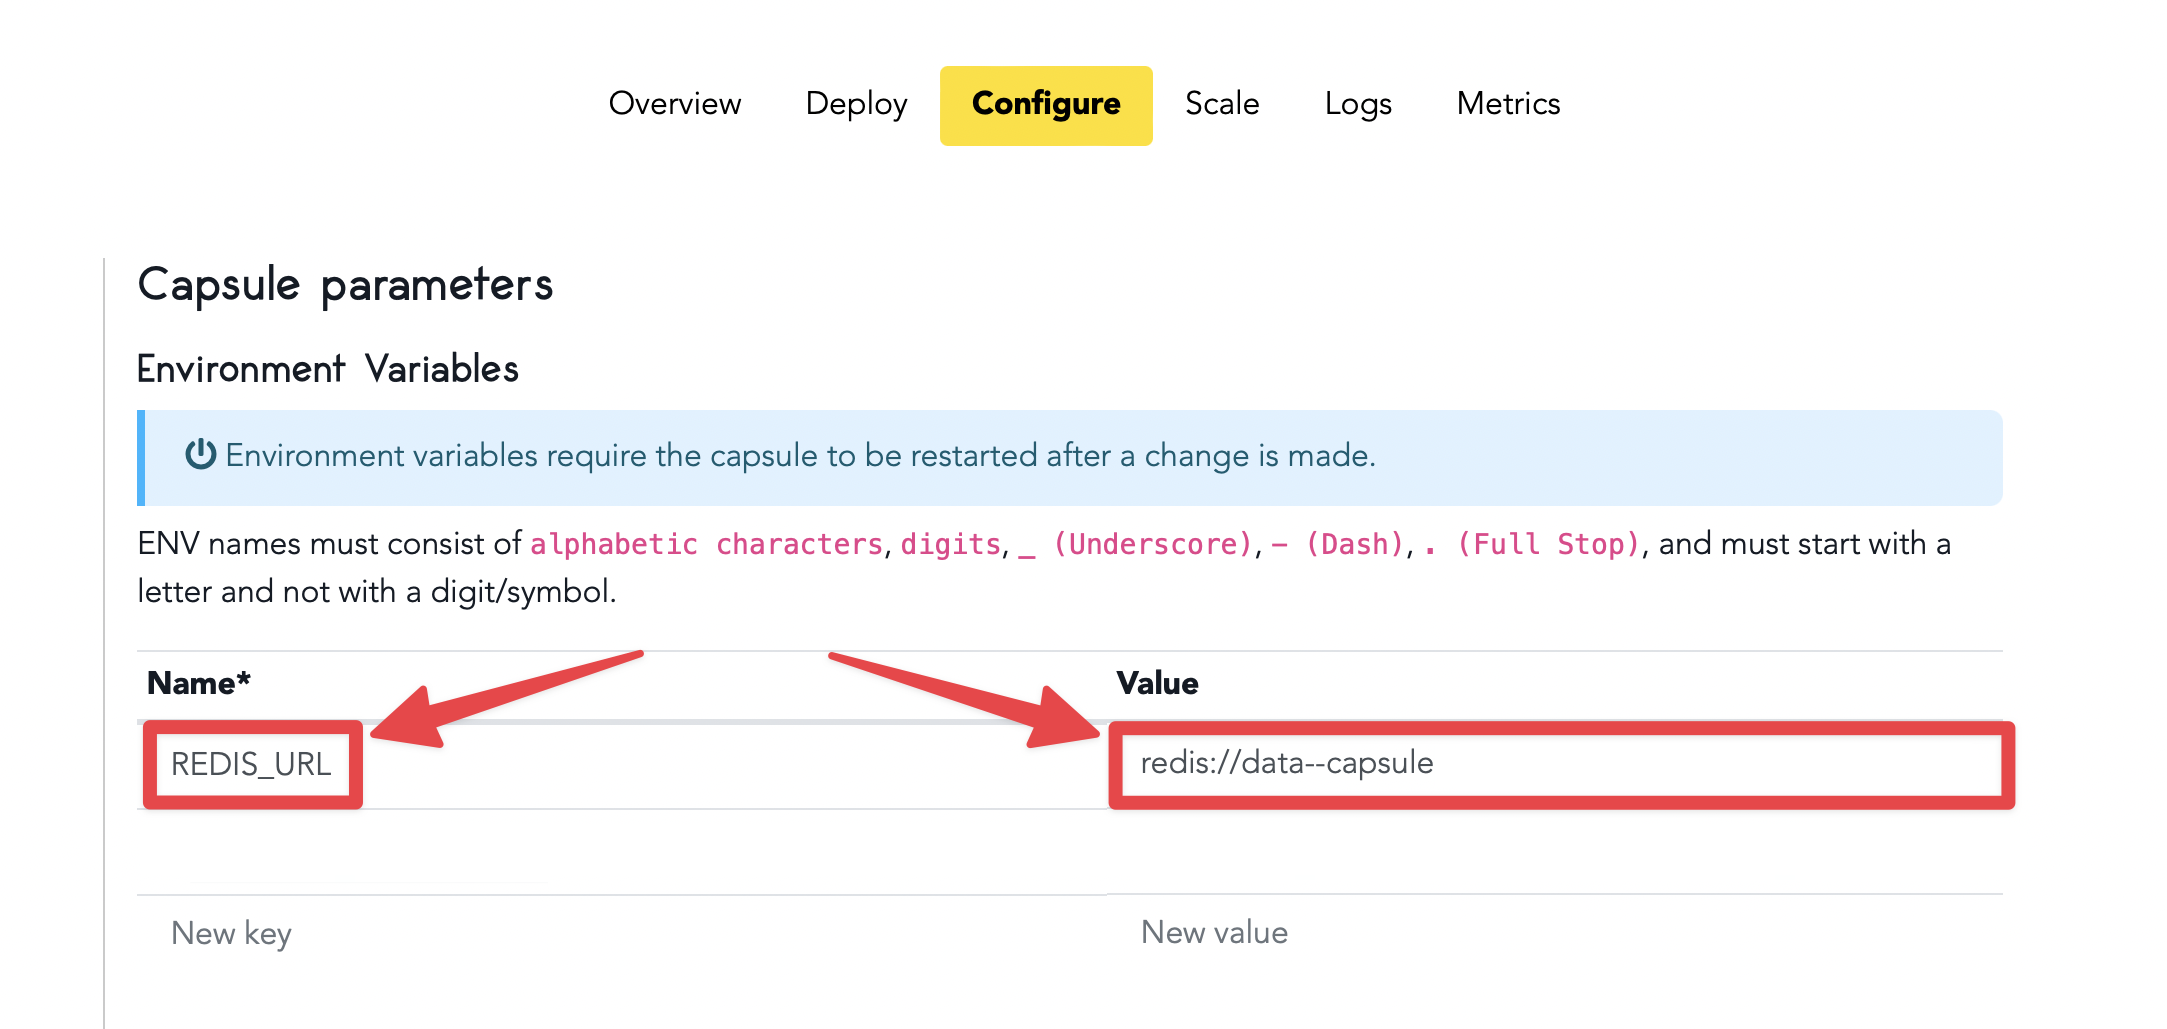 Overview Deploy Configure Scale Logs Metrics
Capsule parameters
Environment Variables
Environment variables require the capsule to be restarted after a change is made.
ENV names must consist of alphabetic characters, digits, _ (Underscore), - (Dash), . (Full Stop), and must start with a
letter and not with a digit/symbol.
Name* Value
REDIS_URL redis://data--capsule
New key New value